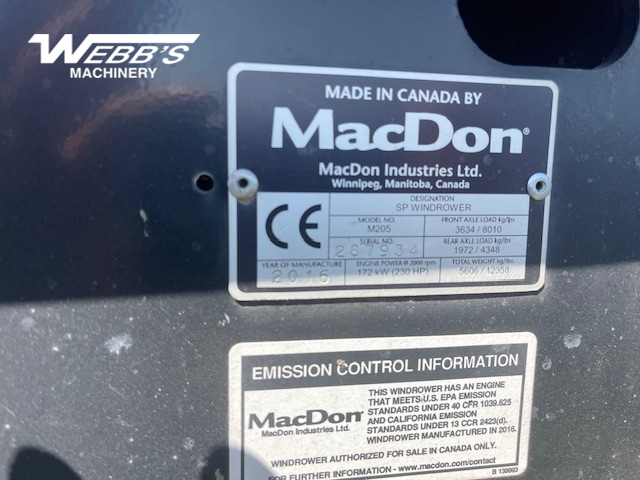 WEBB'S
MACHINERY
MADE IN CANADA BY
MacDon®
MacDon Industries Ltd.
Winnipeg, Manitoba, Canada
CE
DESIGNATION
SP WINDROWER
MODEL NO.
M205
FRONT AXLE LOAD kg/lbs
3634 / 8010
SERIAL NO.
267934
REAR AXLE LOAD kg/lbs
1972 / 4348
YEAR OF MANUFACTURE
2016
ENGINE POWER @ 2000 rpm
172 kW (230 HP)
TOTAL WEIGHT kg/lbs
5606 / 12358
EMISSION CONTROL INFORMATION
MacDon
MacDon Industries Ltd.
THIS WINDROWER HAS AN ENGINE
THAT MEETS U.S. EPA EMISSION
STANDARDS UNDER 40 CFR 1039.625
AND CALIFORNIA EMISSION
STANDARDS UNDER 13 CCR 2423(d).
WINDROWER MANUFACTURED IN 2016.
WINDROWER AUTHORIZED FOR SALE IN CANADA ONLY.
FOR FURTHER INFORMATION - www.macdon.com/contact
B 139993